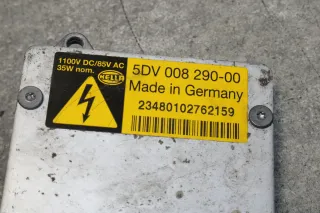 1100V DC/85V AC
35W nom.
HELLA
5DV 008 290-00
Made in Germany
23480102762159